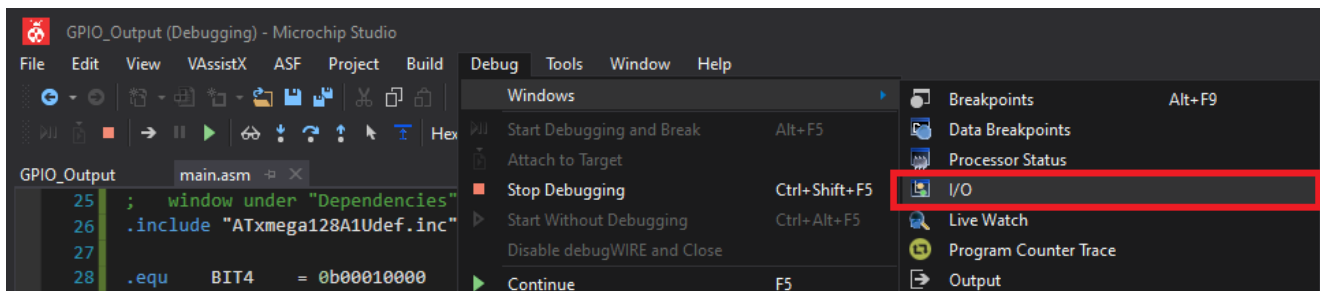 GPIO_Output (Debugging) - Microchip Studio
File Edit View VAssistX ASF Project Build Debug Tools Window Help
Hex
GPIO_Output main.asm
25 ; window under "Dependencies"
26 .include "ATxmega128A1Udef.inc"
27
28 .equ BIT4 = 0b00010000
Windows
Start Debugging and Break Alt+F5
Attach to Target
Stop Debugging Ctrl+Shift+F5
Start Without Debugging Ctrl+Alt+F5
Disable debugWIRE and Close
Continue F5
Breakpoints Alt+F9
Data Breakpoints
Processor Status
I/O
Live Watch
Program Counter Trace
Output